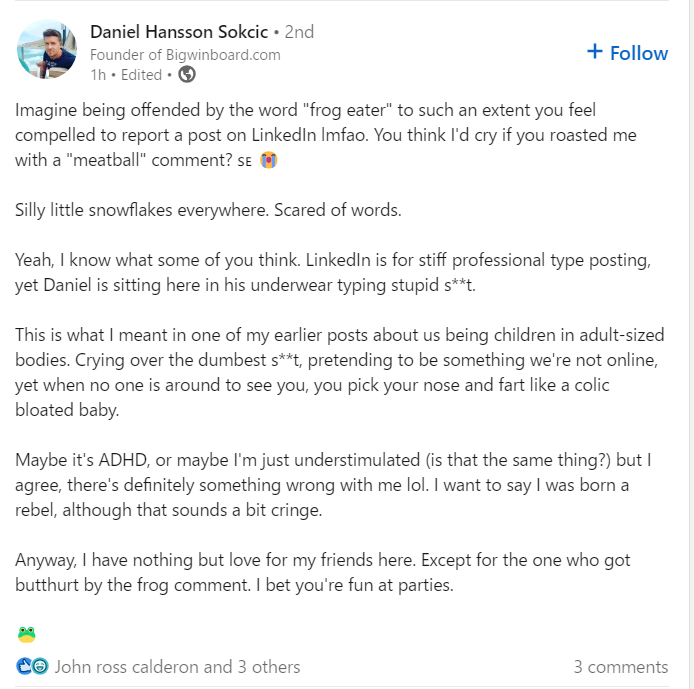 Daniel Hansson Sokcic • 2nd
Founder of Bigwinboard.com
1h • Edited •
+ Follow
Imagine being offended by the word "frog eater" to such an extent you feel
compelled to report a post on LinkedIn lmfao. You think I'd cry if you roasted me
with a "meatball" comment? SE 😭
Silly little snowflakes everywhere. Scared of words.
Yeah, I know what some of you think. LinkedIn is for stiff professional type posting,
yet Daniel is sitting here in his underwear typing stupid s**t.
This is what I meant in one of my earlier posts about us being children in adult-sized
bodies. Crying over the dumbest s**t, pretending to be something we're not online,
yet when no one is around to see you, you pick your nose and fart like a colic
bloated baby.
Maybe it's ADHD, or maybe I'm just understimulated (is that the same thing?) but I
agree, there's definitely something wrong with me lol. I want to say I was born a
rebel, although that sounds a bit cringe.
Anyway, I have nothing but love for my friends here. Except for the one who got
butthurt by the frog comment. I bet you're fun at parties.
🐸
John ross calderon and 3 others
3 comments